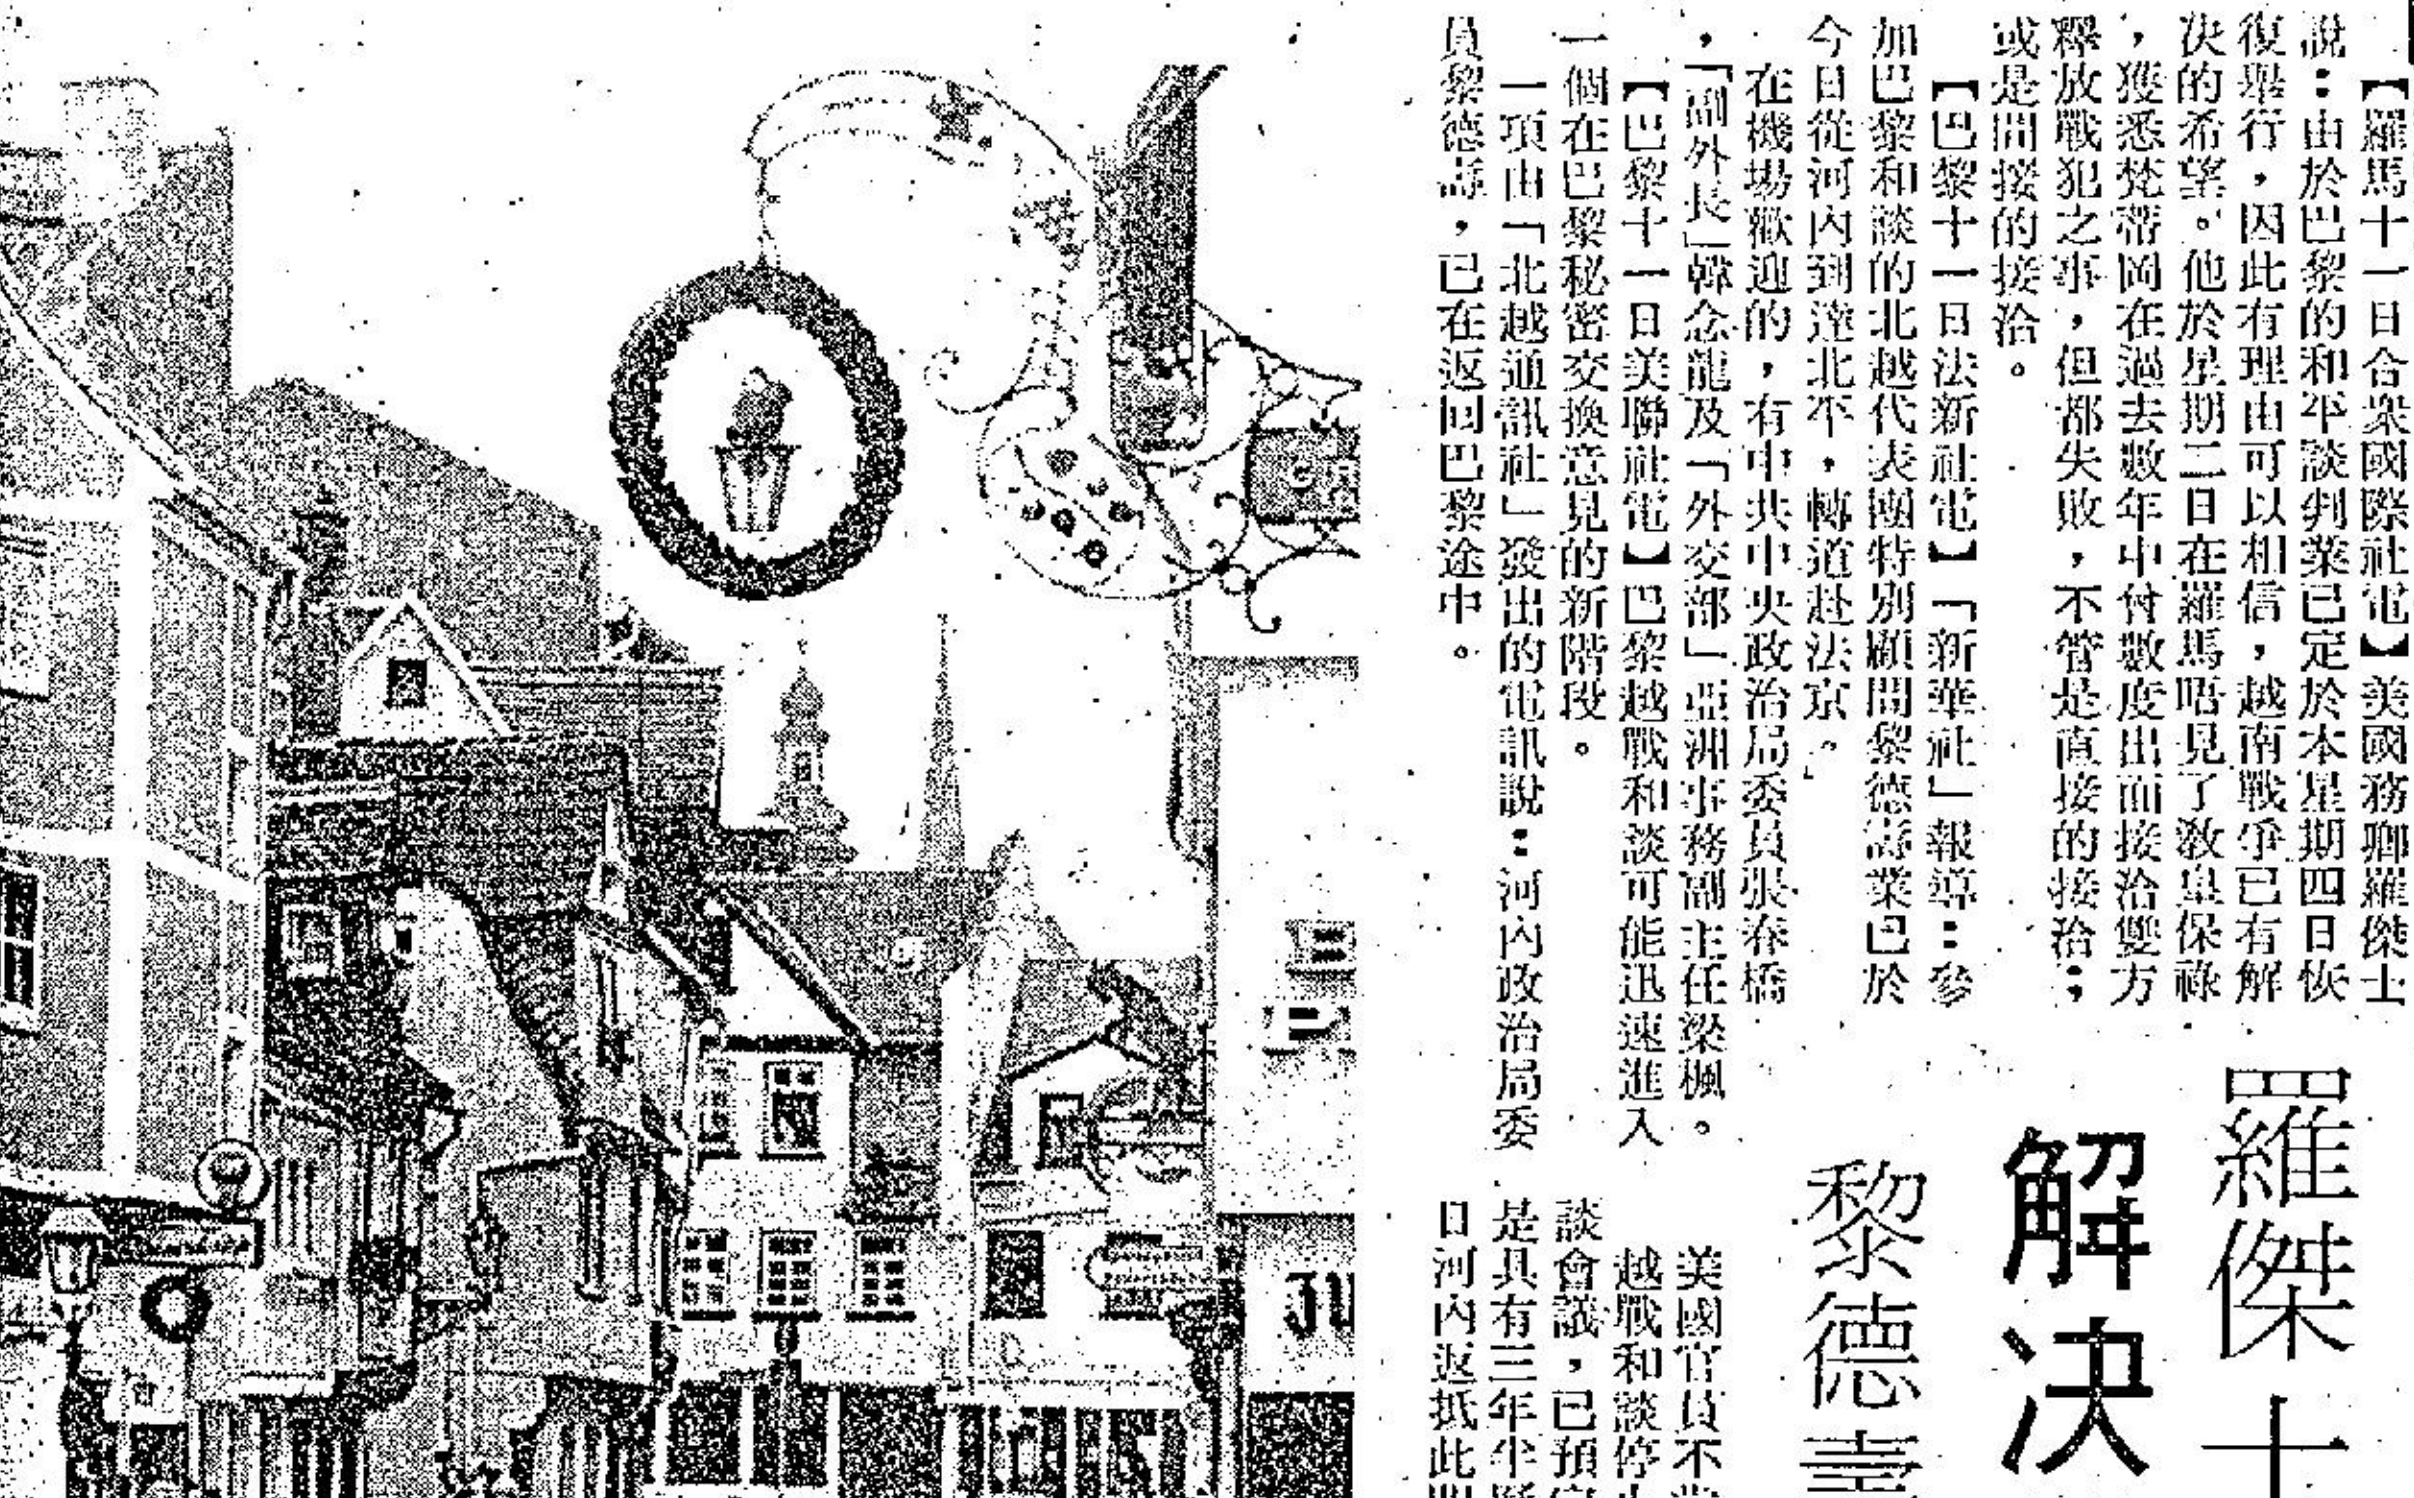 【羅馬十一日合衆國際社電】美國務卿羅傑士
說：由於巴黎的和平談判業已定於本星期四日恢
復舉行，因此有理由可以相信，越南戰爭已有解
決的希望。他於星期二日在羅馬晤見了敎皇保祿
，獲悉梵蒂岡在過去數年中曾數度出面接洽雙方
釋放戰犯之事，但都失敗，不管是直接的接洽；
或是間接的接洽。
【巴黎十一日法新社電】「新華社」報導：參
加巴黎和談的北越代表團特別顧問黎德壽業已於
今日從河內到達北平，轉道赴法京。
在機場歡迎的，有中共中央政治局委員張春橋
，「副外長」韓念龍及「外交部」亞洲事務副主任梁楓。
【巴黎十一日美聯社電】巴黎越戰和談可能迅速進入
一個在巴黎秘密交換意見的新階段。
一項由「北越通訊社」發出的電訊說：河內政治局委
員黎德壽，已在返回巴黎途中。
羅傑士
解決
黎德壽
美國官員不
越戰和談停
談會議，已預
是具有三年半
日河內返抵此